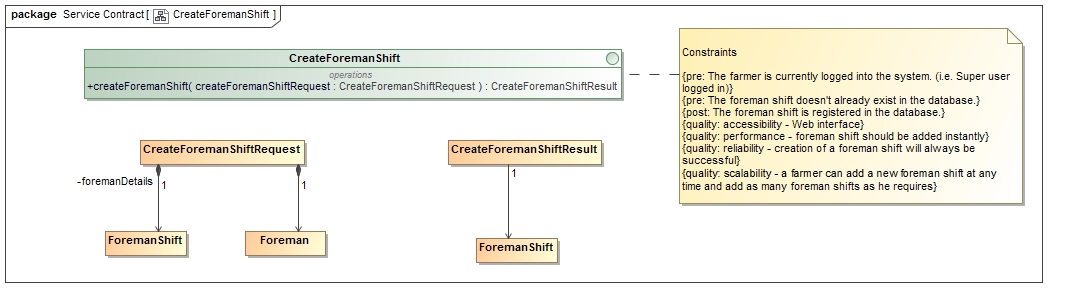 package Service Contract [ CreateForemanShift ]
CreateForemanShift
operations
+createForemanShift( createForemanShiftRequest : CreateForemanShiftRequest ) : CreateForemanShiftResult
Constraints
{pre: The farmer is currently logged into the system. (i.e. Super user
logged in)}
{pre: The foreman shift doesn't already exist in the database.}
{post: The foreman shift is registered in the database.}
{quality: accessibility - Web interface}
{quality: performance - foreman shift should be added instantly}
{quality: reliability - creation of a foreman shift will always be
successful}
{quality: scalability - a farmer can add a new foreman shift at any
time and add as many foreman shifts as he requires}
CreateForemanShiftRequest
CreateForemanShiftResult
-foremanDetails
1
1
1
ForemanShift
Foreman
ForemanShift